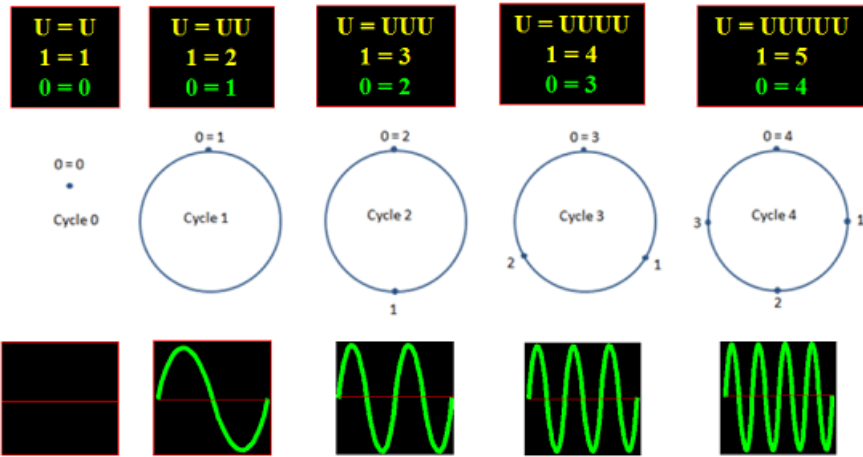 U = U
1 = 1
0 = 0
U = UU
1 = 2
0 = 1
U = UUU
1 = 3
0 = 2
U = UUUU
1 = 4
0 = 3
U = UUUUU
1 = 5
0 = 4
0 = 0
Cycle 0
0 = 1
Cycle 1
0 = 2
Cycle 2
1
0 = 3
Cycle 3
2
1
0 = 4
3
Cycle 4
1
2